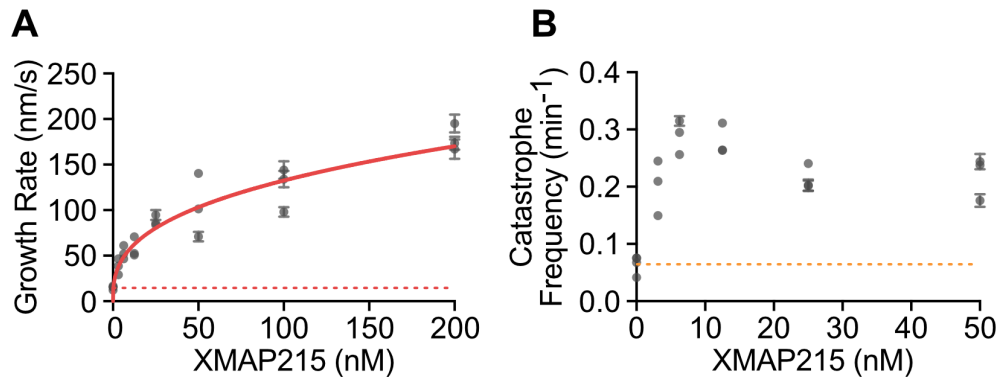 A
Growth Rate (nm/s)
250
200
150
100
50
0
0 50 100 150 200
XMAP215 (nM)
B
Catastrophe
Frequency (min-1)
0.4
0.3
0.2
0.1
0.0
0 10 20 30 40 50
XMAP215 (nM)